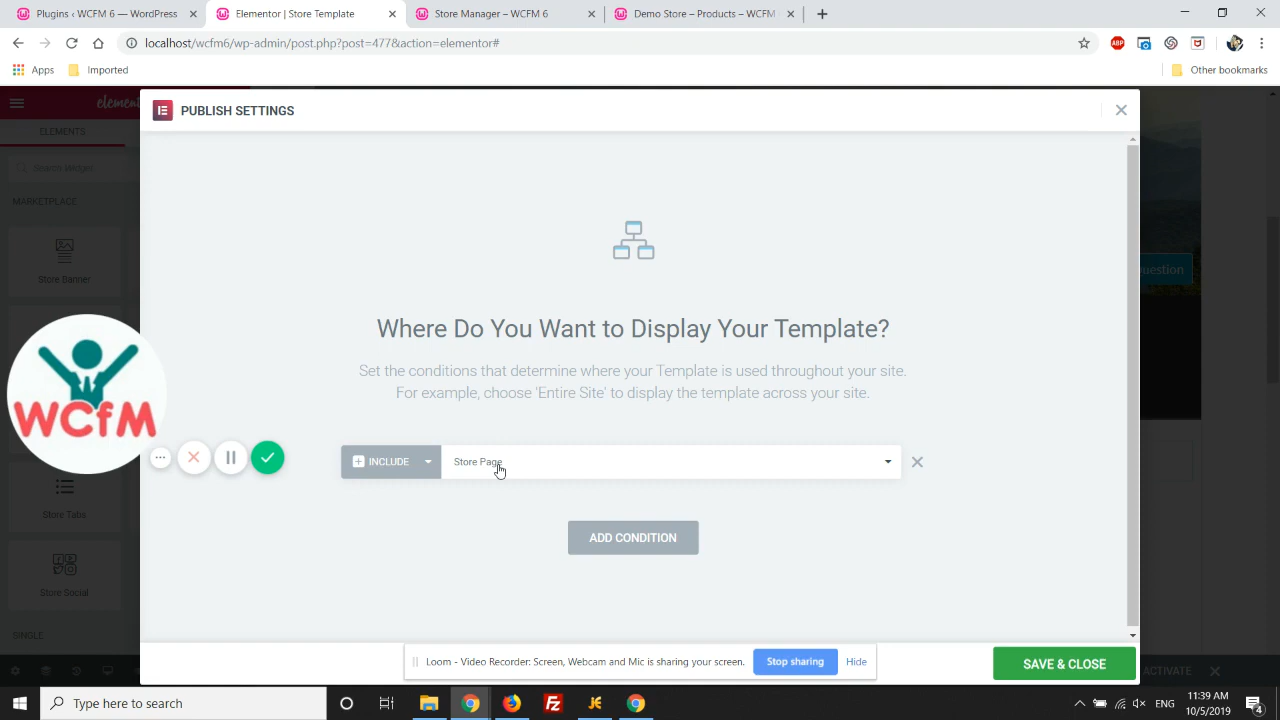 Plugins ‹ WCFM 6 — WordPress
Elementor | Store Template
Store Manager – WCFM 6
Demo Store – Products – WCFM
localhost/wcfm6/wp-admin/post.php?post=477&action=elementor#
ABP
Apps
Imported
Other bookmarks
PUBLISH SETTINGS
ELEMENTS
Search Widget
MARKETPLACE
Store Banner
Store Tabs
Store Social
SINGLE
WCfM
Where Do You Want to Display Your Template?
Set the conditions that determine where your Template is used throughout your site.
For example, choose 'Entire Site' to display the template across your site.
INCLUDE
Store Page
ADD CONDITION
Loom - Video Recorder: Screen, Webcam and Mic is sharing your screen.
Stop sharing
Hide
SAVE & CLOSE
ACTIVATE
Type here to search
ENG
11:39 AM
10/5/2019
4